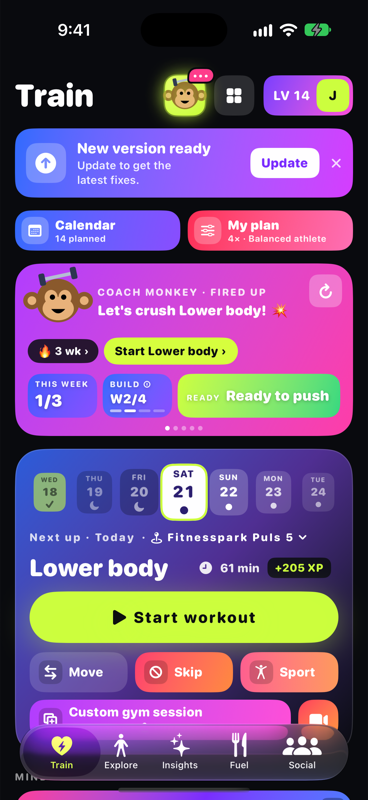 9:41
Train
LV 14 J
New version ready
Update to get the
latest fixes.
Update
Calendar
14 planned
My plan
4x · Balanced athlete
COACH MONKEY · FIRED UP
Let's crush Lower body! 💥
🔥 3 wk ›
Start Lower body ›
THIS WEEK
1/3
BUILD
W2/4
READY Ready to push
WED
18
THU
19
FRI
20
SAT
21
SUN
22
MON
23
TUE
24
Next up · Today · Fitnesspark Puls 5
Lower body
61 min
+205 XP
Start workout
Move
Skip
Sport
Custom gym session
Train
Explore
Insights
Fuel
Social